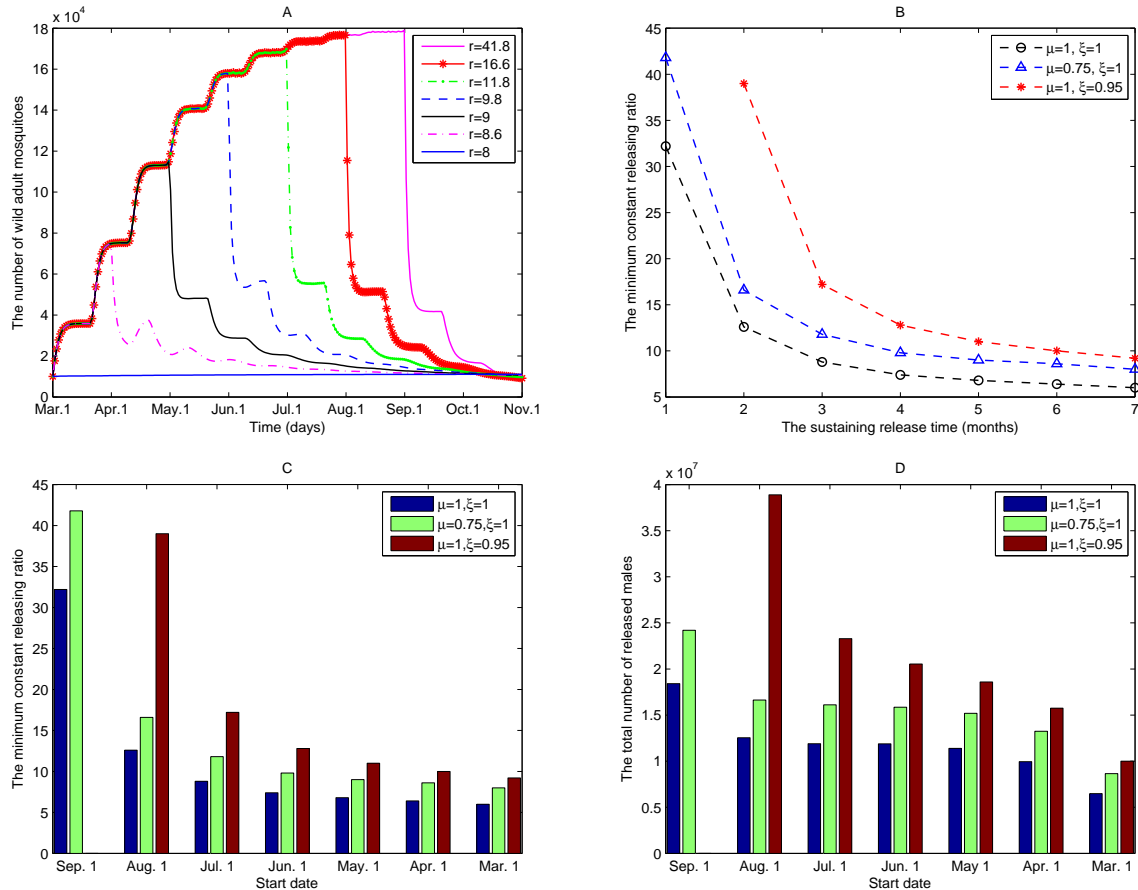 A
x 10^4
The number of wild adult mosquitoes
18
16
14
12
10
8
6
4
2
0
r=41.8
r=16.6
r=11.8
r=9.8
r=9
r=8.6
r=8
Mar.1 Apr.1 May.1 Jun.1 Jul.1 Aug.1 Sep.1 Oct.1 Nov.1
Time (days)
B
The minimum constant releasing ratio
45
40
35
30
25
20
15
10
5
μ=1, ξ=1
μ=0.75, ξ=1
μ=1, ξ=0.95
1 2 3 4 5 6 7
The sustaining release time (months)
C
The minimum constant releasing ratio
45
40
35
30
25
20
15
10
5
0
μ=1,ξ=1
μ=0.75,ξ=1
μ=1,ξ=0.95
Sep. 1 Aug. 1 Jul. 1 Jun. 1 May. 1 Apr. 1 Mar. 1
Start date
D
x 10^7
The total number of released males
4
3.5
3
2.5
2
1.5
1
0.5
0
μ=1,ξ=1
μ=0.75,ξ=1
μ=1,ξ=0.95
Sep. 1 Aug. 1 Jul. 1 Jun. 1 May 1 Apr. 1 Mar. 1
Start date